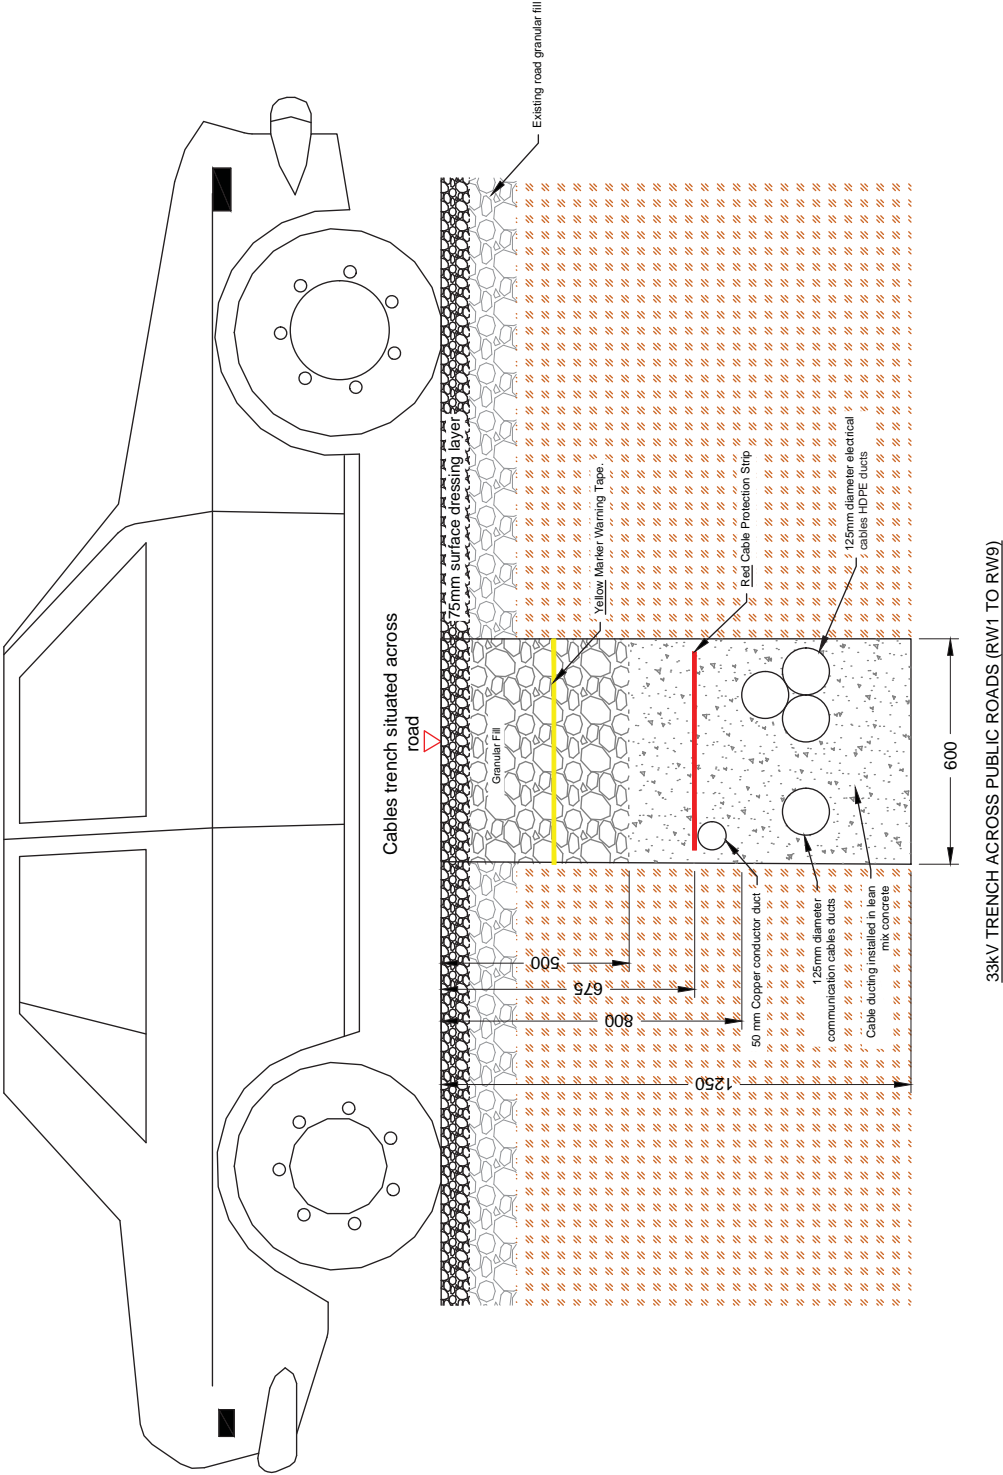 Existing road granular fill
75mm surface dressing layer
Cables trench situated across
road
Granular Fill
Yellow Marker Warning Tape.
Red Cable Protection Strip
125mm diameter electrical
cables HDPE ducts
500
675
800
1250
600
50 mm Copper conductor duct
125mm diameter
communication cables ducts
Cable ducting installed in lean
mix concrete
33kV TRENCH ACROSS PUBLIC ROADS (RW1 TO RW9)